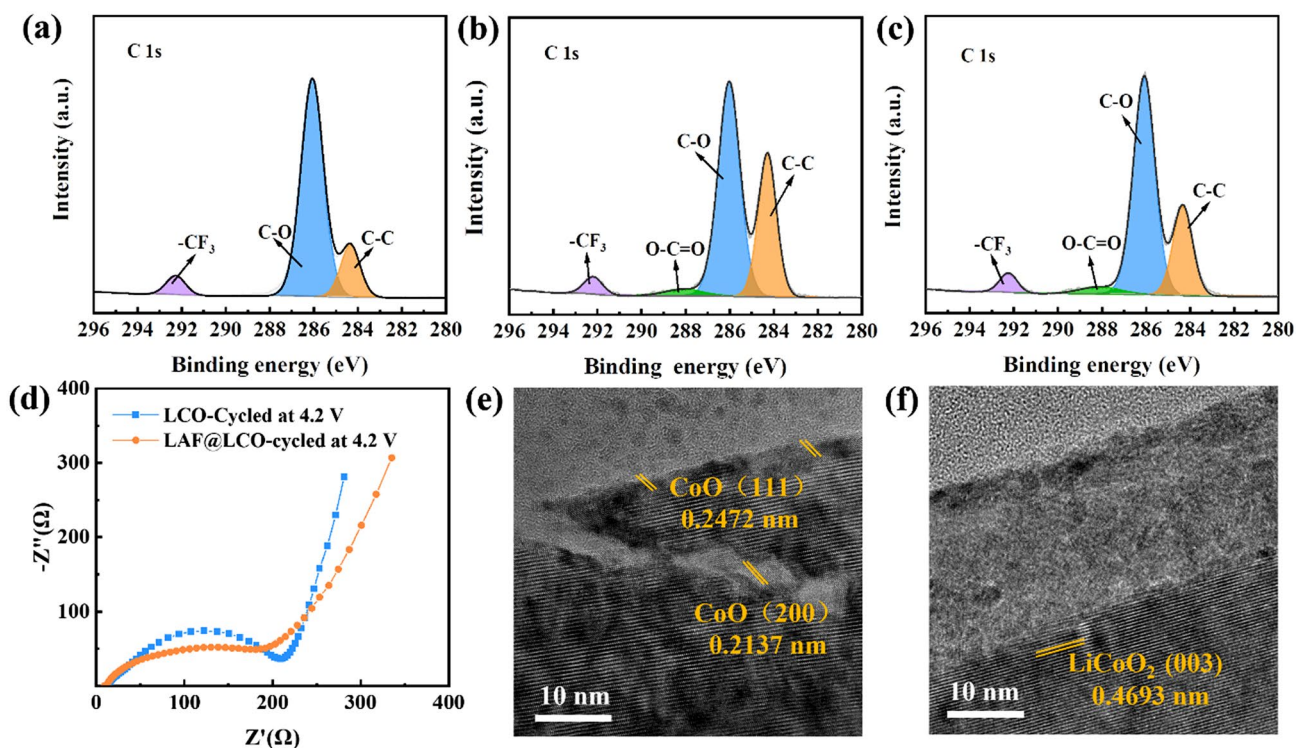 (a)
C 1s
-CF₃
C-O
C-C
Intensity (a.u.)
296 294 292 290 288 286 284 282 280
Binding energy (eV)
(b)
C 1s
-CF₃
O-C=O
C-O
C-C
Intensity (a.u.)
296 294 292 290 288 286 284 282 280
Binding energy (eV)
(c)
C 1s
-CF₃
O-C=O
C-O
C-C
Intensity (a.u.)
296 294 292 290 288 286 284 282 280
Binding energy (eV)
(d)
LCO-Cycled at 4.2 V
LAF@LCO-cycled at 4.2 V
-Z''(Ω)
400
300
200
100
0 100 200 300 400
Z'(Ω)
(e)
CoO（111）
0.2472 nm
CoO（200）
0.2137 nm
10 nm
(f)
LiCoO₂ (003)
0.4693 nm
10 nm